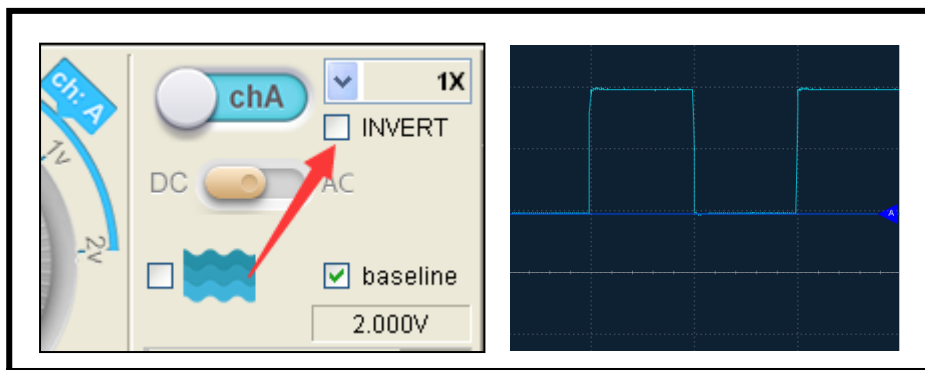 ch: A
1v
2v
chA
1X
INVERT
DC
AC
baseline
2.000V
A